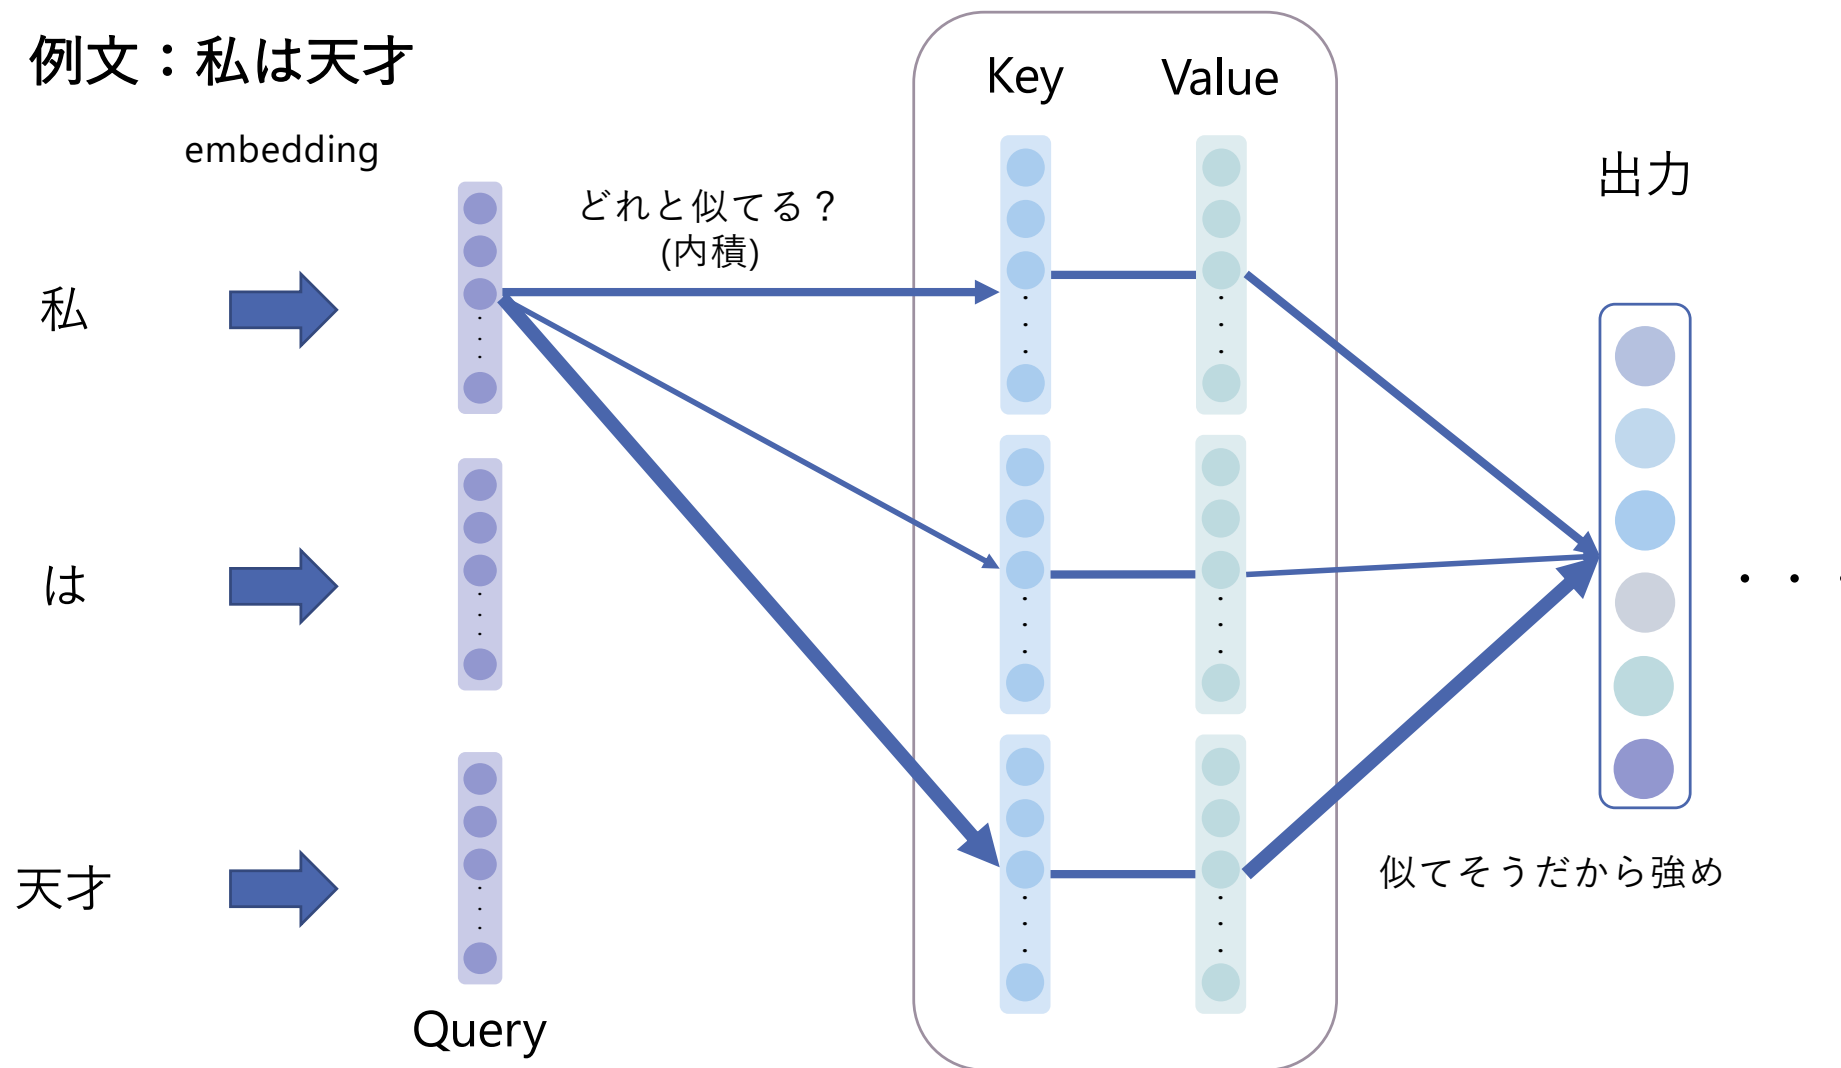 例文：私は天才
embedding
Key
Value
出力
どれと似てる？
(内積)
私
は
天才
似てそうだから強め
Query
・・・